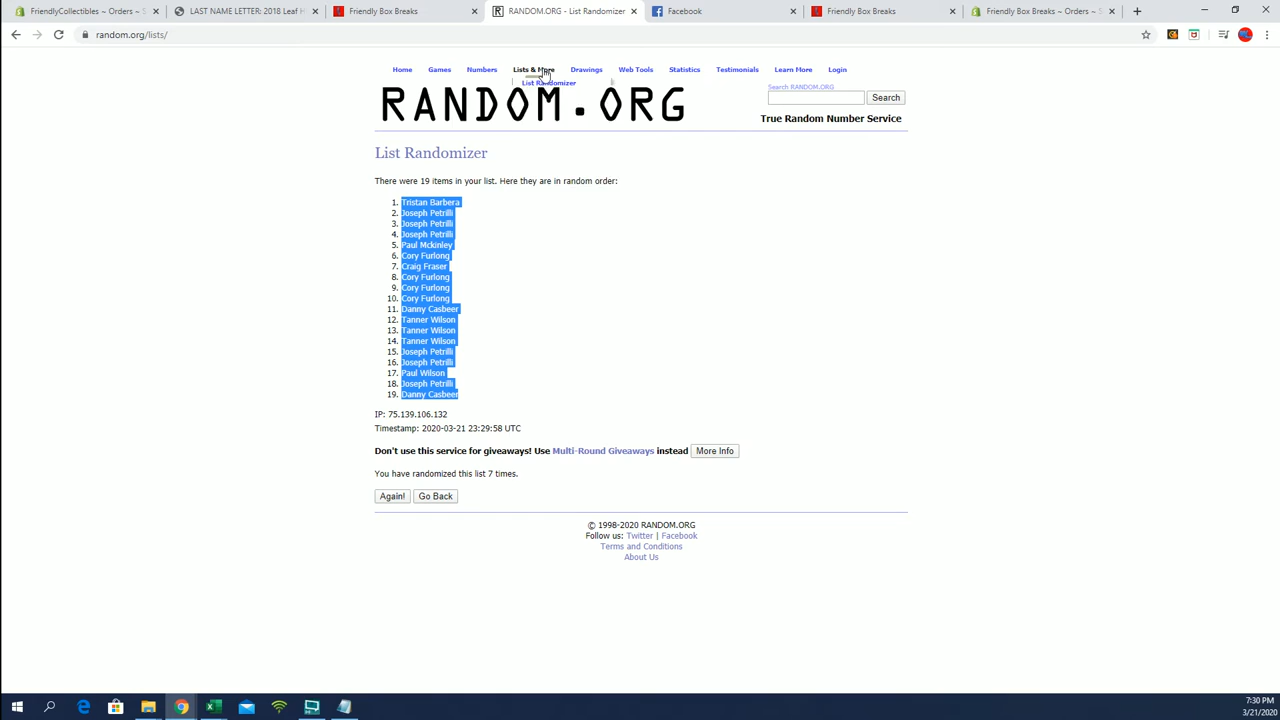 FriendlyCollectibles ~ Orders ~ S
LAST NAME LETTER: 2018 Leaf H
Friendly Box Breaks
RANDOM.ORG - List Randomizer
Facebook
Friendly Box Breaks
Friendly Box Breaks ~ Orders ~ S
random.org/lists/
Home Games Numbers Lists & More Drawings Web Tools Statistics Testimonials Learn More Login
List Randomizer
Search RANDOM.ORG
Search
RANDOM.ORG
True Random Number Service
List Randomizer
There were 19 items in your list. Here they are in random order:
1. Tristan Barbera
2. Joseph Petrilli
3. Joseph Petrilli
4. Joseph Petrilli
5. Paul Mckinley
6. Cory Furlong
7. Craig Fraser
8. Cory Furlong
9. Cory Furlong
10. Cory Furlong
11. Danny Casbeer
12. Tanner Wilson
13. Tanner Wilson
14. Tanner Wilson
15. Joseph Petrilli
16. Joseph Petrilli
17. Paul Wilson
18. Joseph Petrilli
19. Danny Casbeer
IP: 75.139.106.132
Timestamp: 2020-03-21 23:29:58 UTC
Don't use this service for giveaways! Use Multi-Round Giveaways instead More Info
You have randomized this list 7 times.
Again! Go Back
© 1998-2020 RANDOM.ORG
Follow us: Twitter | Facebook
Terms and Conditions
About Us
7:30 PM
3/21/2020